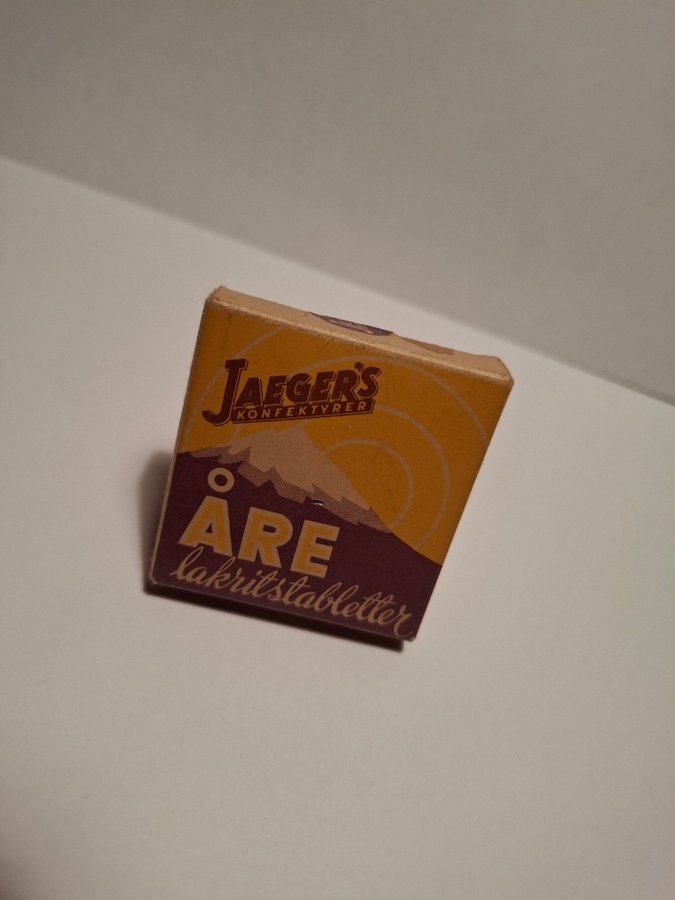 JAEGER'S
KONFEKTYRER
ÅRE
lakritstabletter